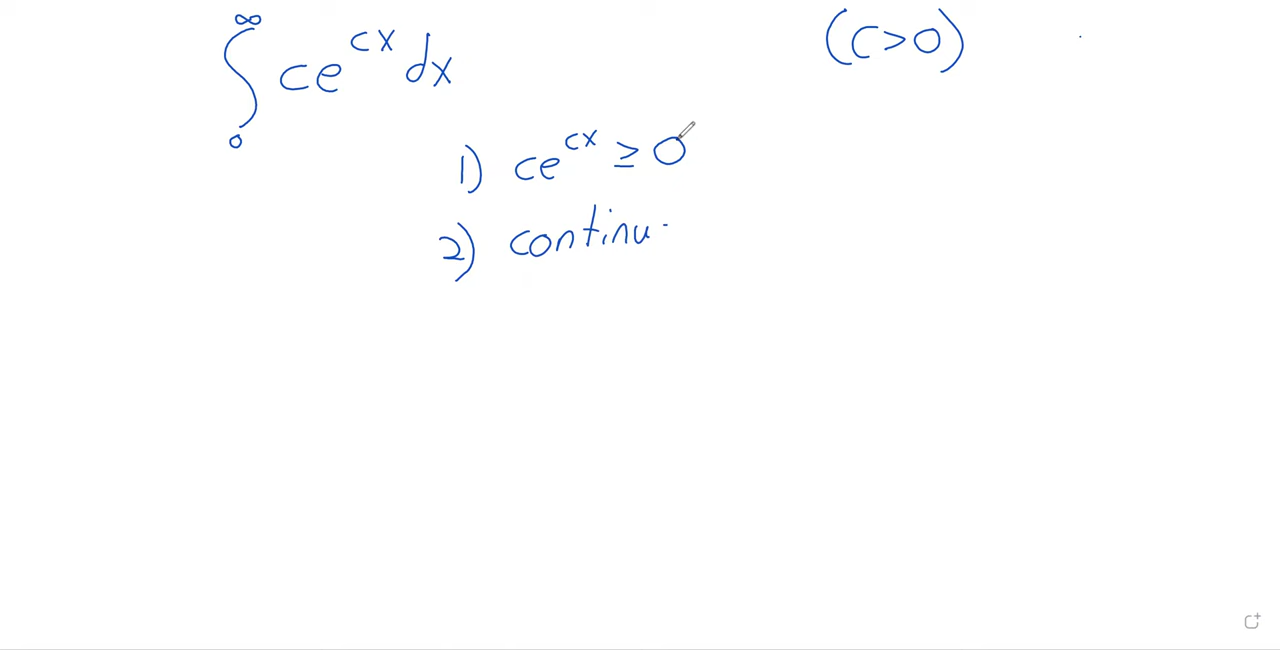 ∫₀^∞ ce^{cx} dx (c>0)
1) ce^{cx} ≥ 0
2) continu